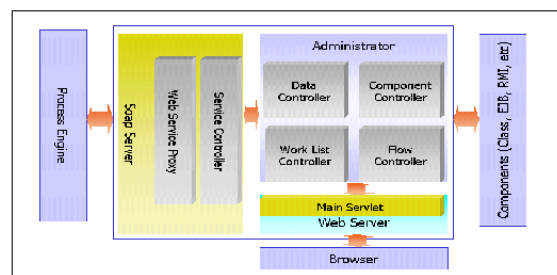 Process Engine
Soap Server
Web Service Proxy
Service Controller
Administrator
Data
Controller
Component
Controller
Work List
Controller
Flow
Controller
Main Servlet
Web Server
Browser
Components (Class, EJB, RMI, etc)